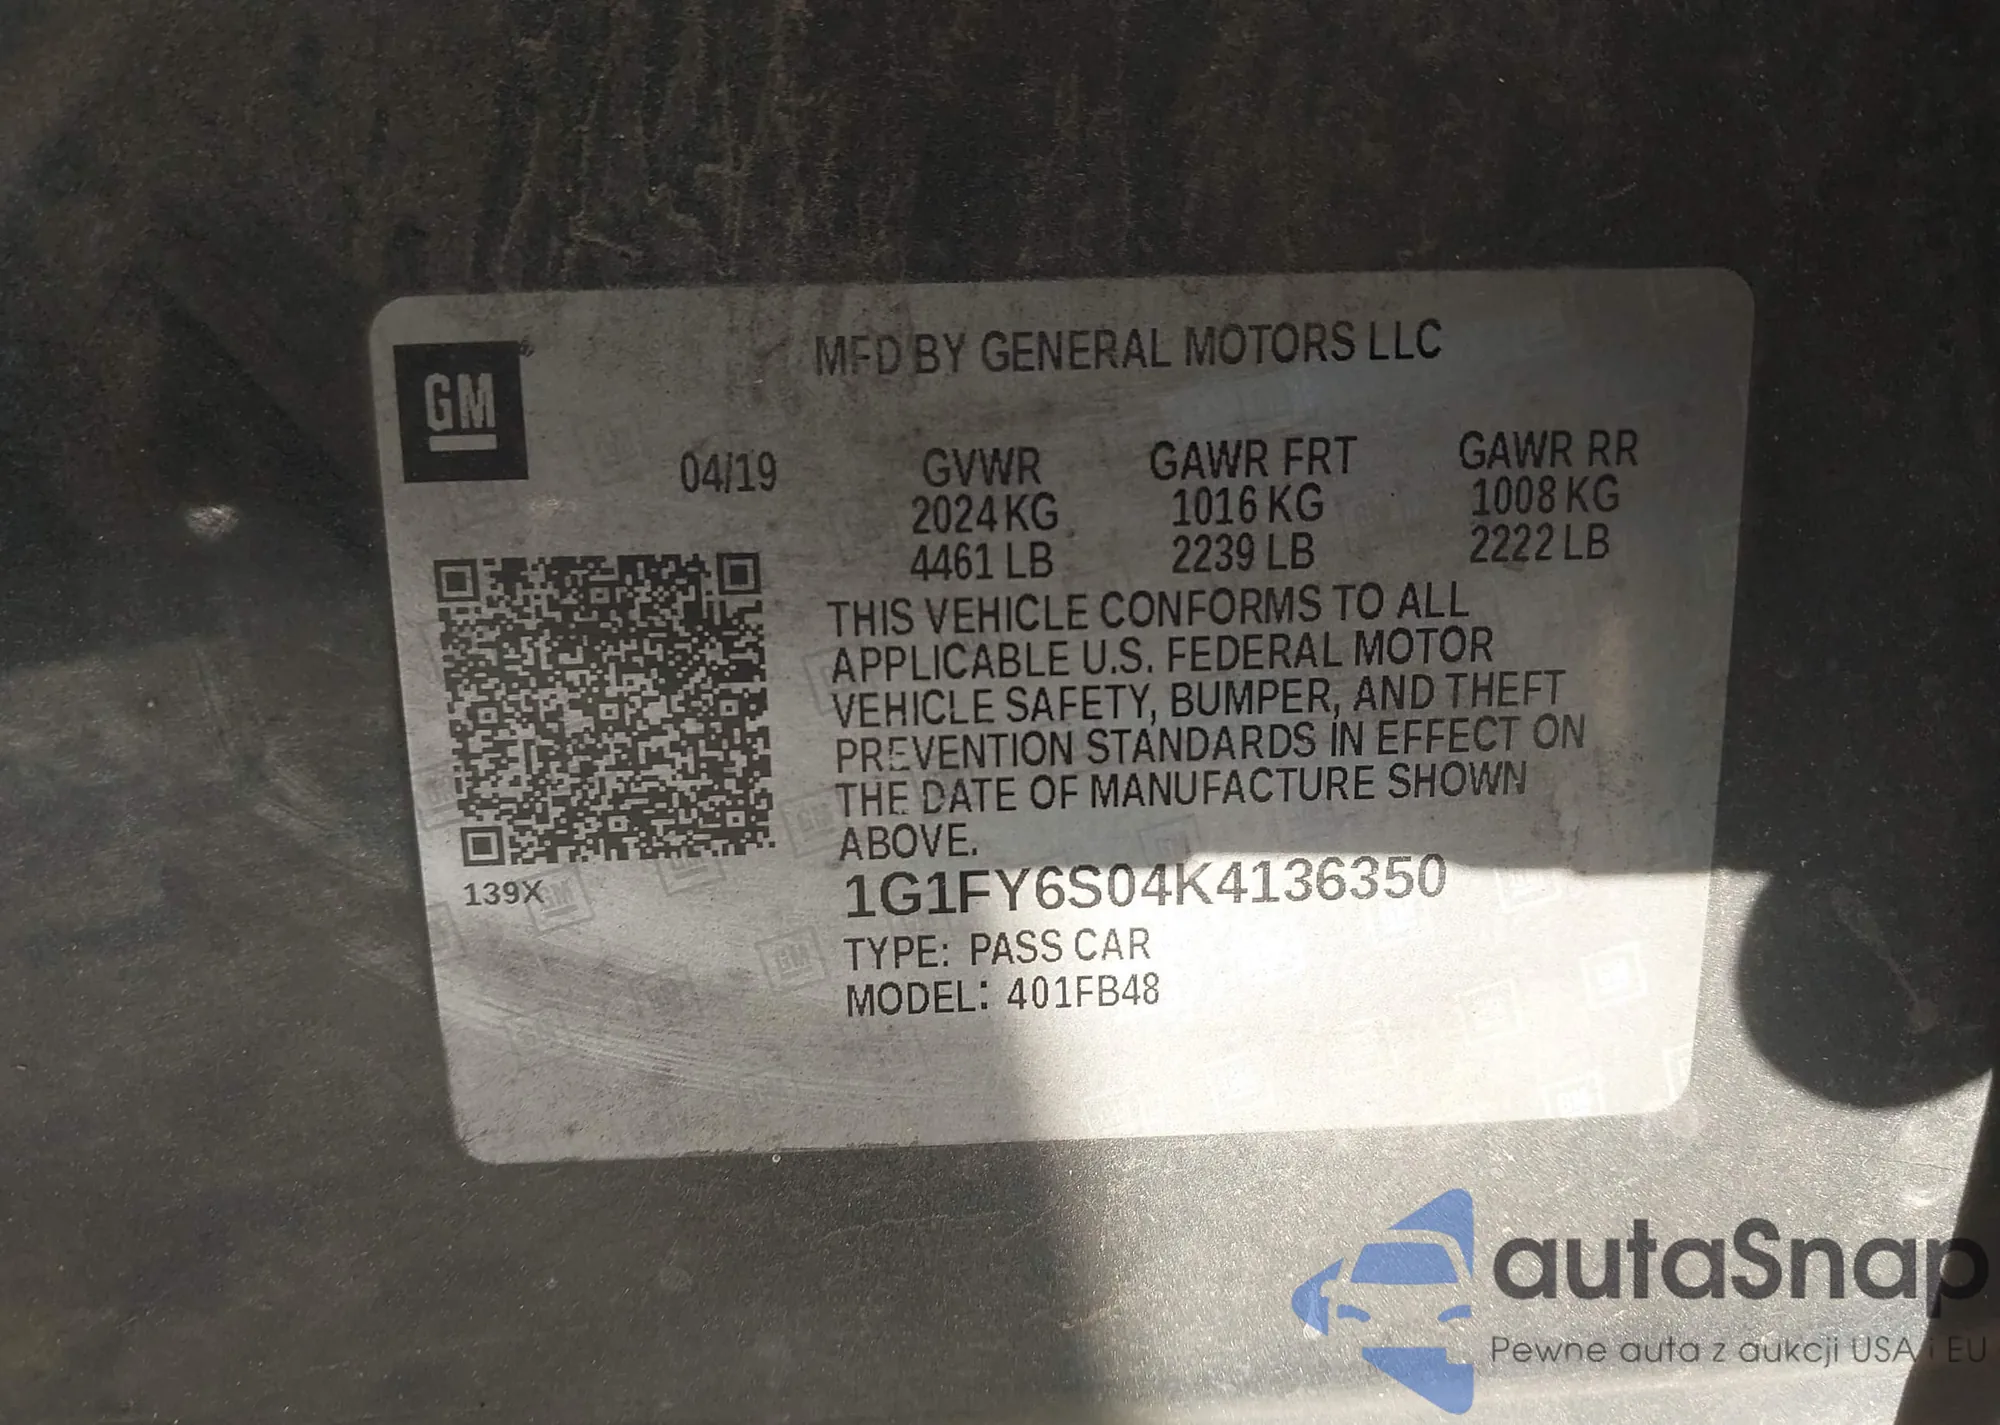 GM
MFD BY GENERAL MOTORS LLC
04/19
GVWR GAWR FRT GAWR RR
2024 KG 1016 KG 1008 KG
4461 LB 2239 LB 2222 LB
THIS VEHICLE CONFORMS TO ALL
APPLICABLE U.S. FEDERAL MOTOR
VEHICLE SAFETY, BUMPER, AND THEFT
PREVENTION STANDARDS IN EFFECT ON
THE DATE OF MANUFACTURE SHOWN
ABOVE.
139X
1G1FY6S04K4136350
TYPE: PASS CAR
MODEL: 401FB48
autaSnap
Pewne auta z aukcji USA i EU